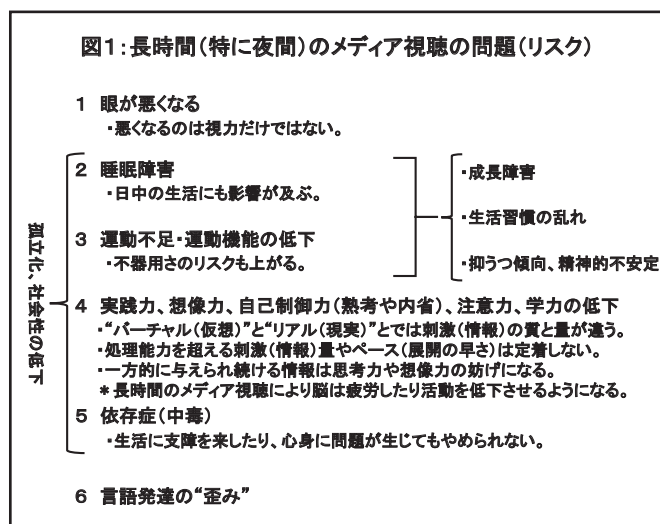 図1：長時間（特に夜間）のメディア視聴の問題（リスク）
1 眼が悪くなる
・悪くなるのは視力だけではない。
2 睡眠障害
・日中の生活にも影響が及ぶ。
3 運動不足・運動機能の低下
・不器用さのリスクも上がる。
・成長障害
・生活習慣の乱れ
・抑うつ傾向、精神的不安定
4 実践力、想像力、自己制御力（熟考や内省）、注意力、学力の低下
・“バーチャル（仮想）”と“リアル（現実）”とでは刺激（情報）の質と量が違う。
・処理能力を超える刺激（情報）量やペース（展開の早さ）は定着しない。
・一方的に与えられ続ける情報は思考力や想像力の妨げになる。
＊長時間のメディア視聴により脳は疲労したり活動を低下させるようになる。
5 依存症（中毒）
・生活に支障を来したり、心身に問題が生じてもやめられない。
孤立化、社会性の低下
6 言語発達の“歪み”